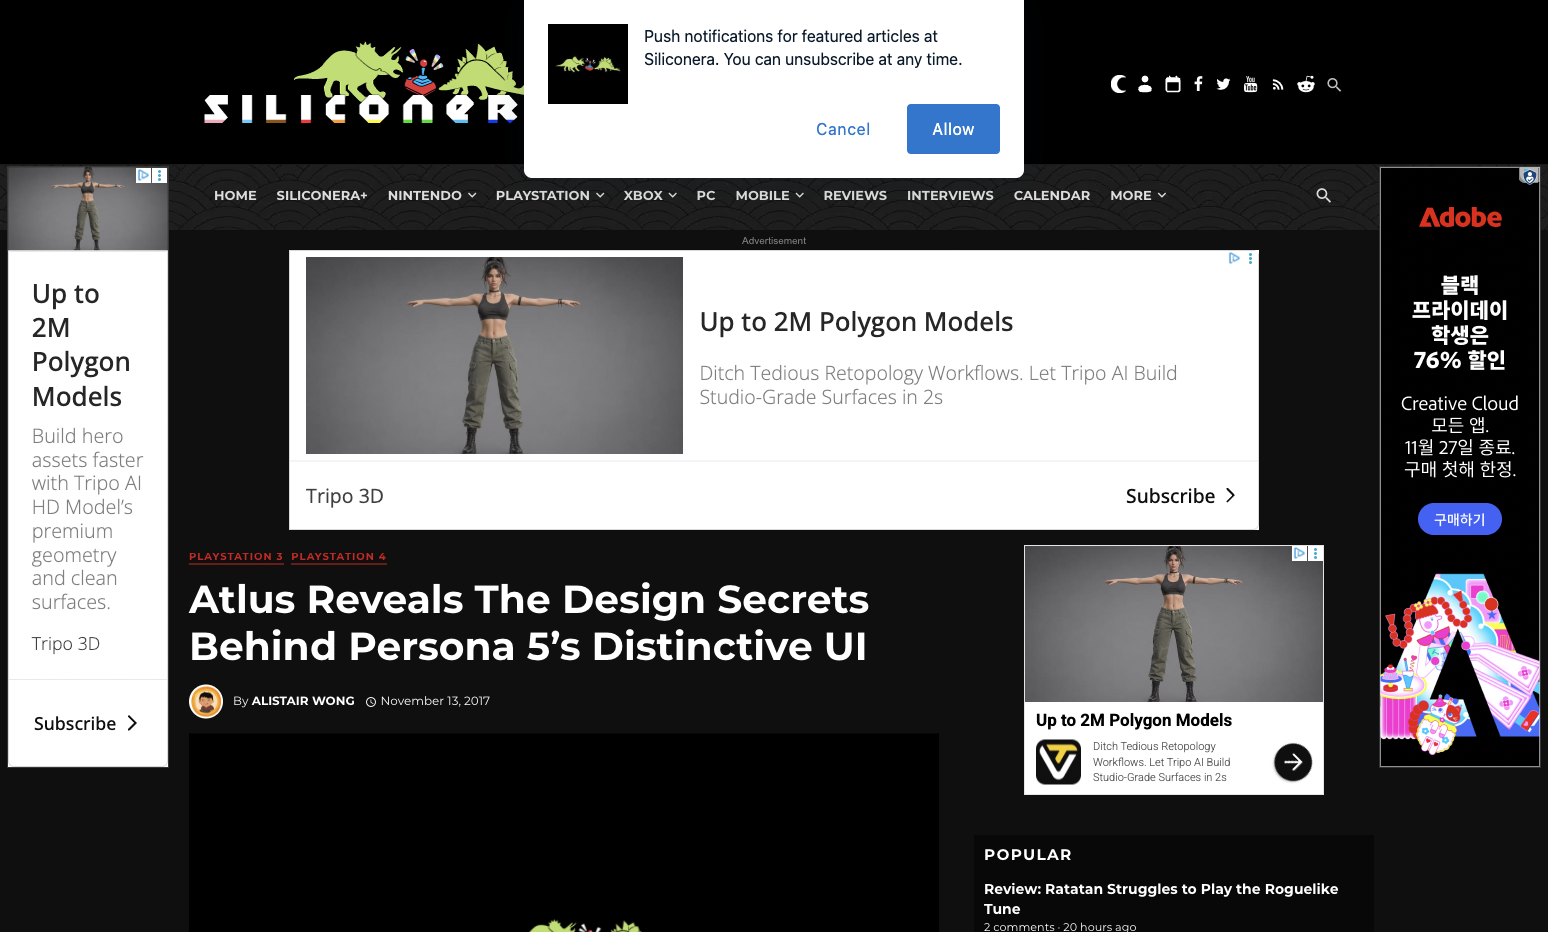 SILICONER
Push notifications for featured articles at
Siliconera. You can unsubscribe at any time.
Cancel
Allow
HOME
SILICONERA+
NINTENDO
PLAYSTATION
XBOX
PC
MOBILE
REVIEWS
INTERVIEWS
CALENDAR
MORE
Advertisement
Up to
2M
Polygon
Models
Build hero
assets faster
with Tripo AI
HD Model's
premium
geometry
and clean
surfaces.
Tripo 3D
Subscribe
Up to 2M Polygon Models
Ditch Tedious Retopology Workflows. Let Tripo AI Build
Studio-Grade Surfaces in 2s
Tripo 3D
Subscribe
Adobe
블랙
프라이데이
학생은
76% 할인
Creative Cloud
모든 앱.
11월 27일 종료.
구매 첫해 한정.
구매하기
PLAYSTATION 3 PLAYSTATION 4
Atlus Reveals The Design Secrets
Behind Persona 5’s Distinctive UI
By ALISTAIR WONG November 13, 2017
Up to 2M Polygon Models
Ditch Tedious Retopology
Workflows. Let Tripo AI Build
Studio-Grade Surfaces in 2s
POPULAR
Review: Ratatan Struggles to Play the Roguelike
Tune
2 comments · 20 hours ago